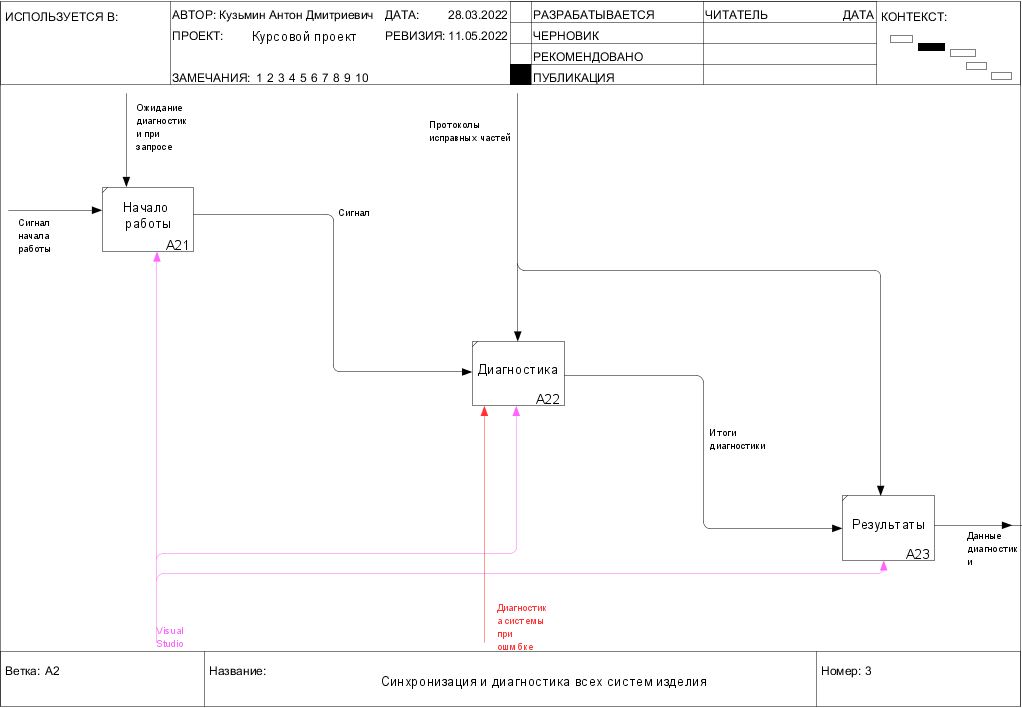 ИСПОЛЬЗУЕТСЯ В:
АВТОР: Кузьмин Антон Дмитриевич ДАТА: 28.03.2022
ПРОЕКТ: Курсовой проект РЕВИЗИЯ: 11.05.2022
ЗАМЕЧАНИЯ: 1 2 3 4 5 6 7 8 9 10
РАЗРАБАТЫВАЕТСЯ
ЧЕРНОВИК
РЕКОМЕНДОВАНО
ПУБЛИКАЦИЯ
ЧИТАТЕЛЬ ДАТА
КОНТЕКСТ:
Ожидание
диагностик
и при
запросе
Протоколы
исправных частей
Начало
работы
A21
Сигнал
начала
работы
Сигнал
Диагностика
A22
Итоги
диагностики
Результаты
A23
Данные
диагностик
и
Visual
Studio
Диагностик
а системы
при
ошмбке
Ветка: A2
Название:
Синхронизация и диагностика всех систем изделия
Номер: 3